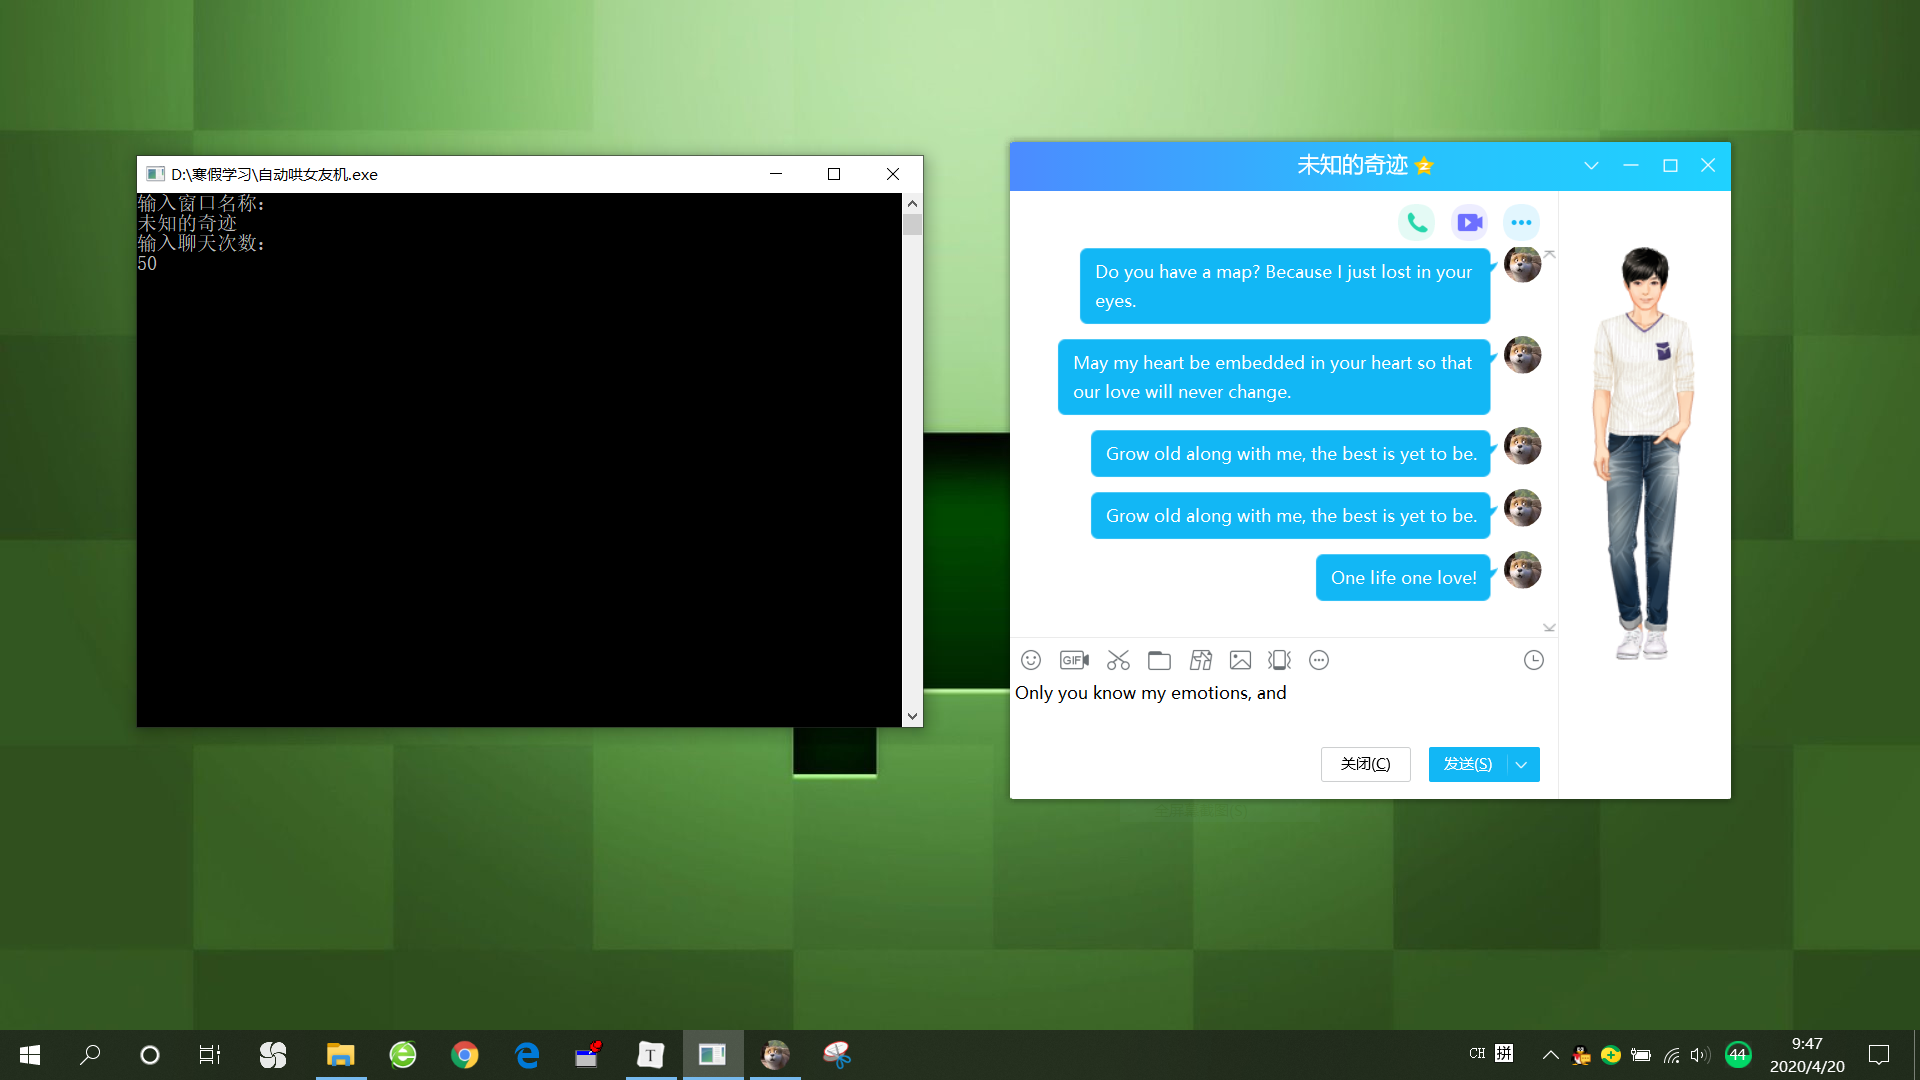 D:\寒假学习\自动哄女友机.exe
输入窗口名称:
未知的奇迹
输入聊天次数:
50
未知的奇迹
Do you have a map? Because I just lost in your
eyes.
May my heart be embedded in your heart so that
our love will never change.
Grow old along with me, the best is yet to be.
Grow old along with me, the best is yet to be.
One life one love!
GIF
Only you know my emotions, and
关闭(C)
发送(S)
T
CH 拼
44
9:47
2020/4/20